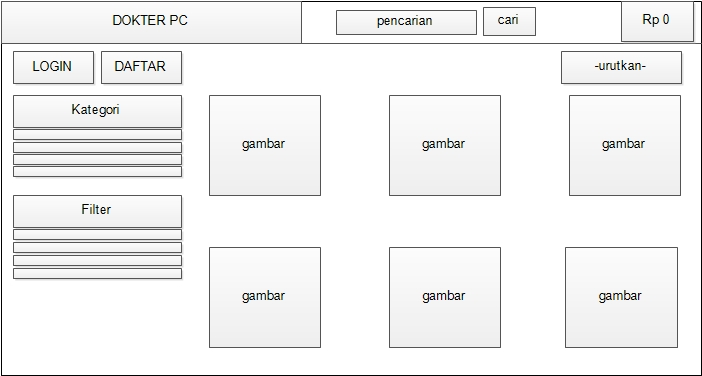 DOKTER PC
pencarian
cari
Rp 0
LOGIN
DAFTAR
-urutkan-
Kategori
gambar
gambar
gambar
Filter
gambar
gambar
gambar